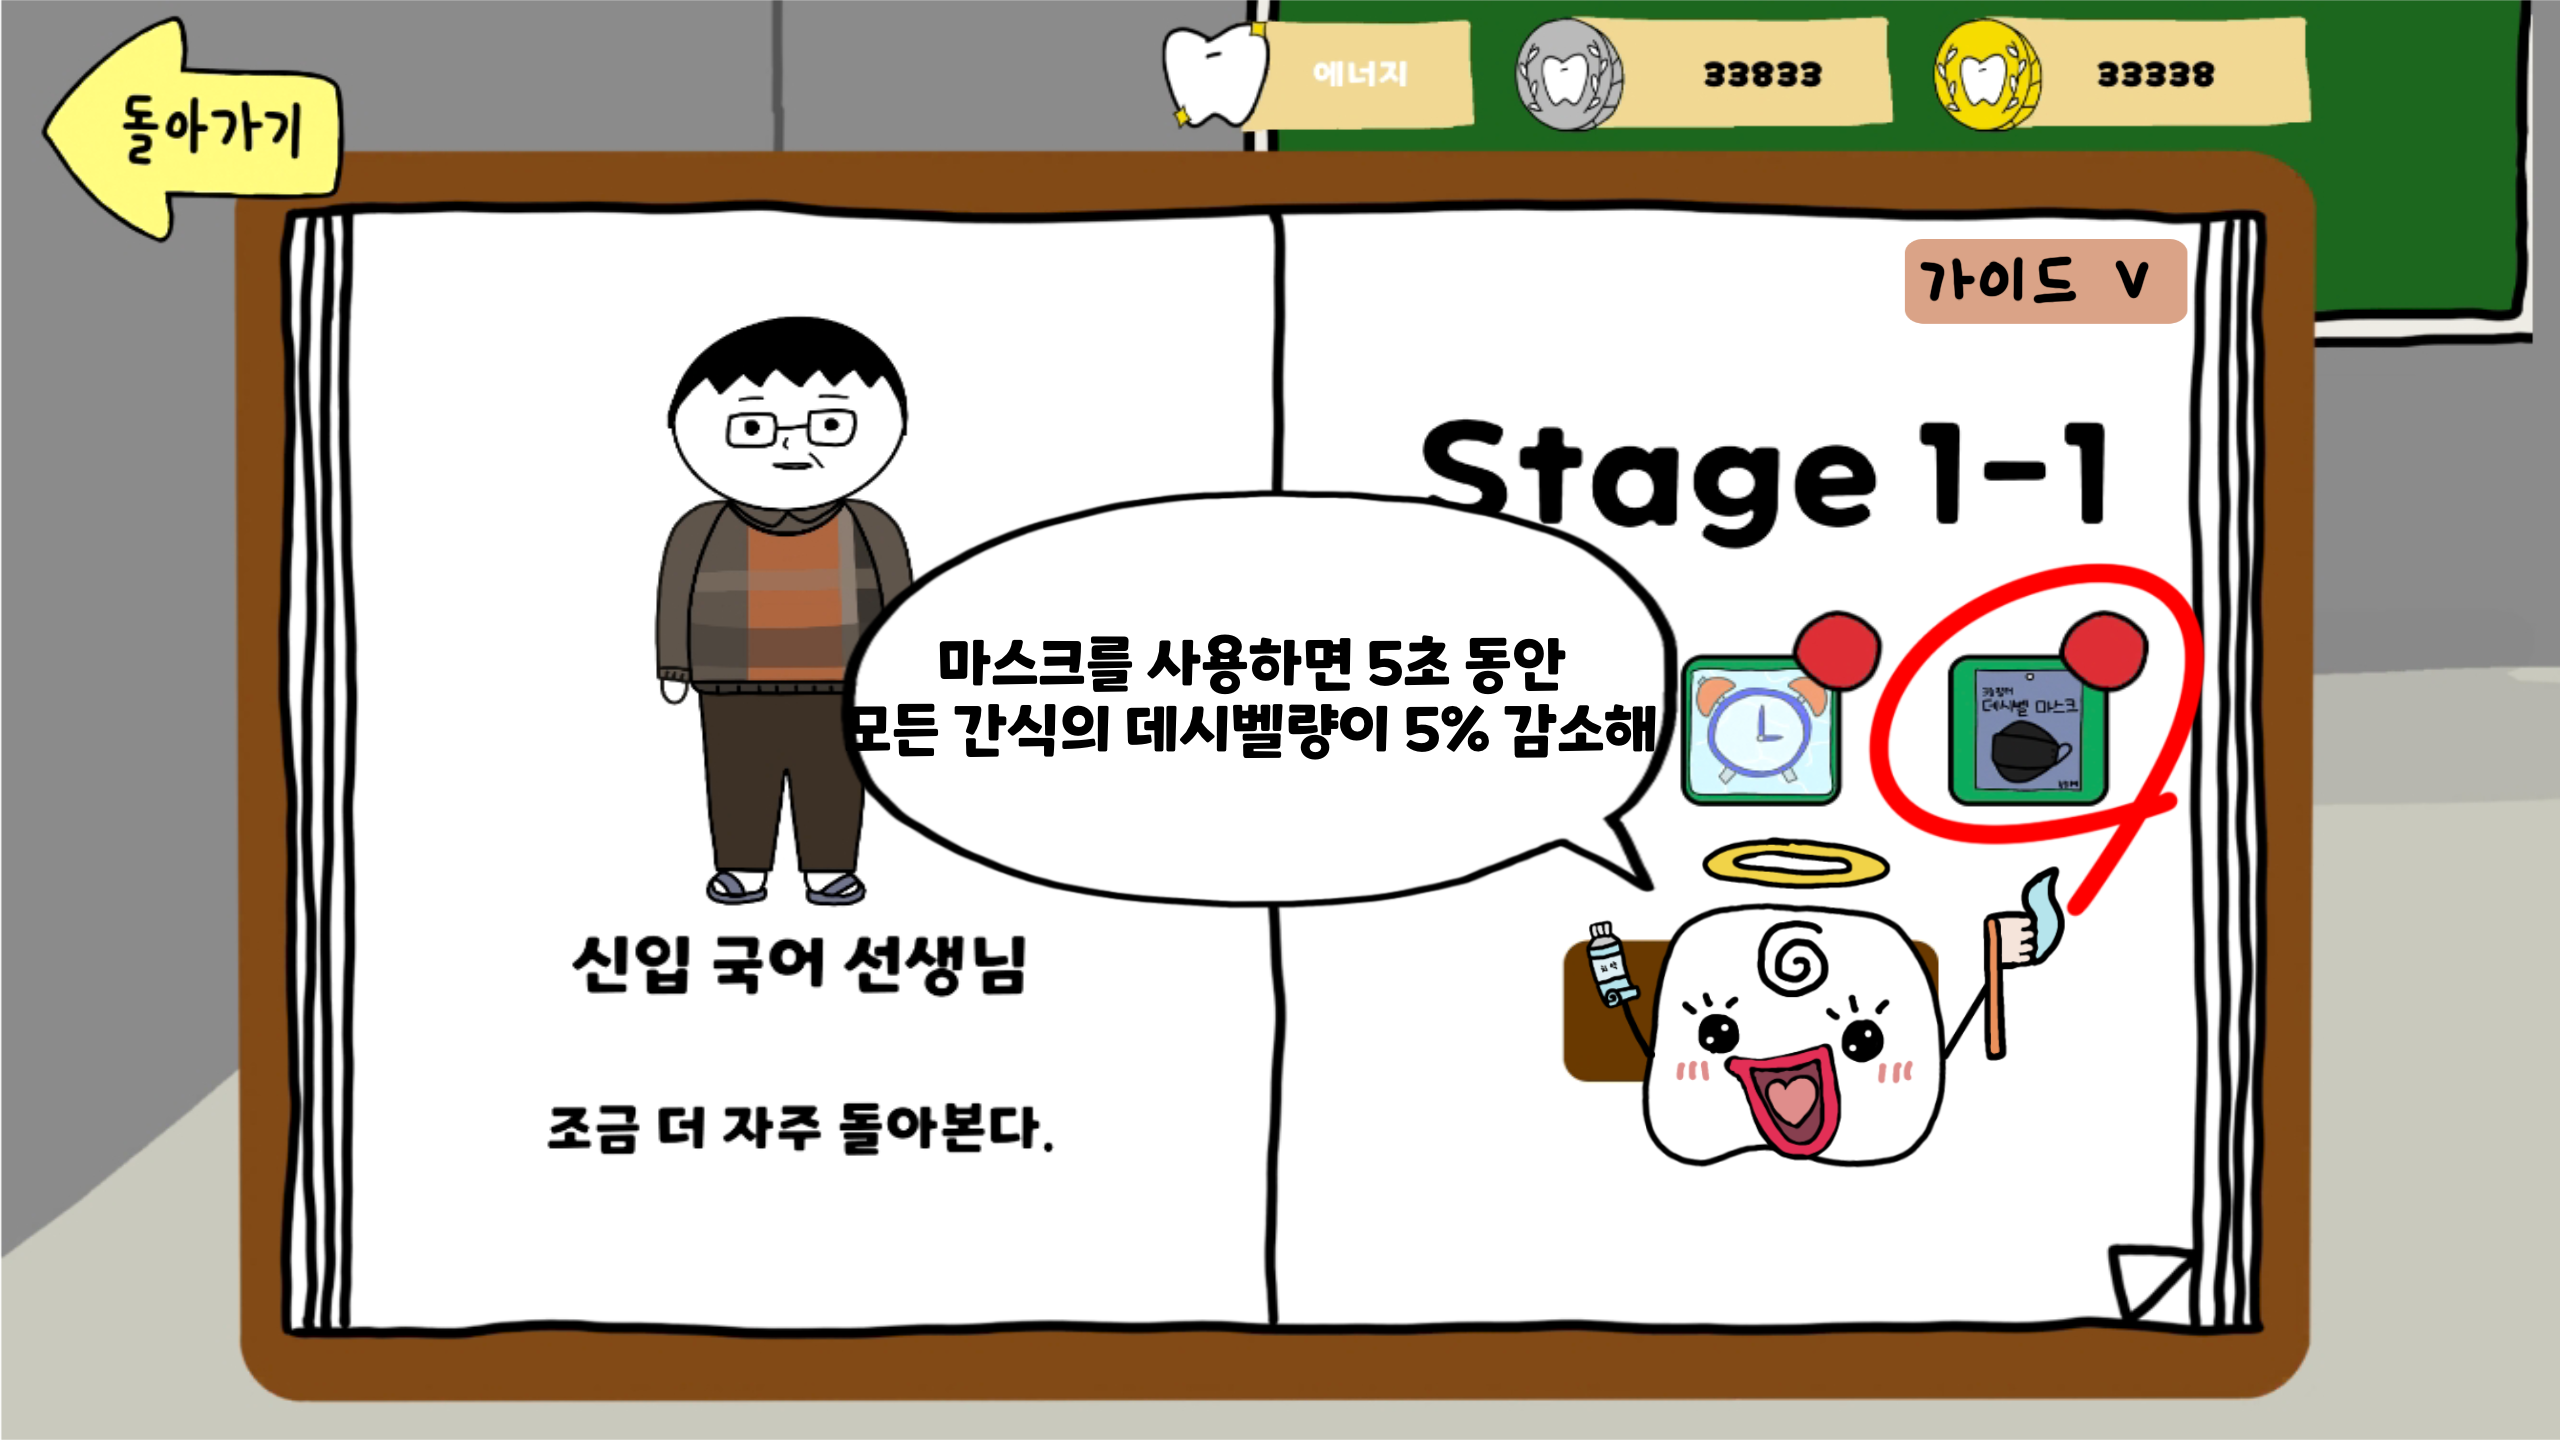 돌아가기
에너지
33833
33338
가이드 V
Stage 1-1
마스크를 사용하면 5초 동안
모든 간식의 데시벨량이 5% 감소해
데시벨 마스크
신입 국어 선생님
조금 더 자주 돌아본다.